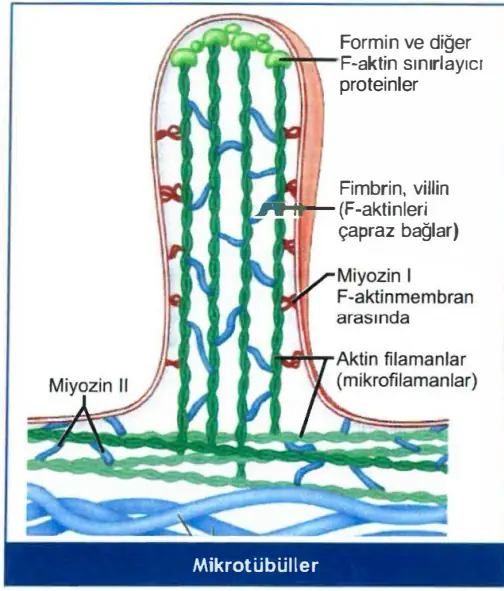 Formin ve diğer
F-aktin sınırlayıcı
proteinler
Fimbrin, villin
(F-aktinleri
çapraz bağlar)
Miyozin I
F-aktinmembran
arasında
Aktin filamanlar
(mikrofilamanlar)
Miyozin II
Mikrotübüller